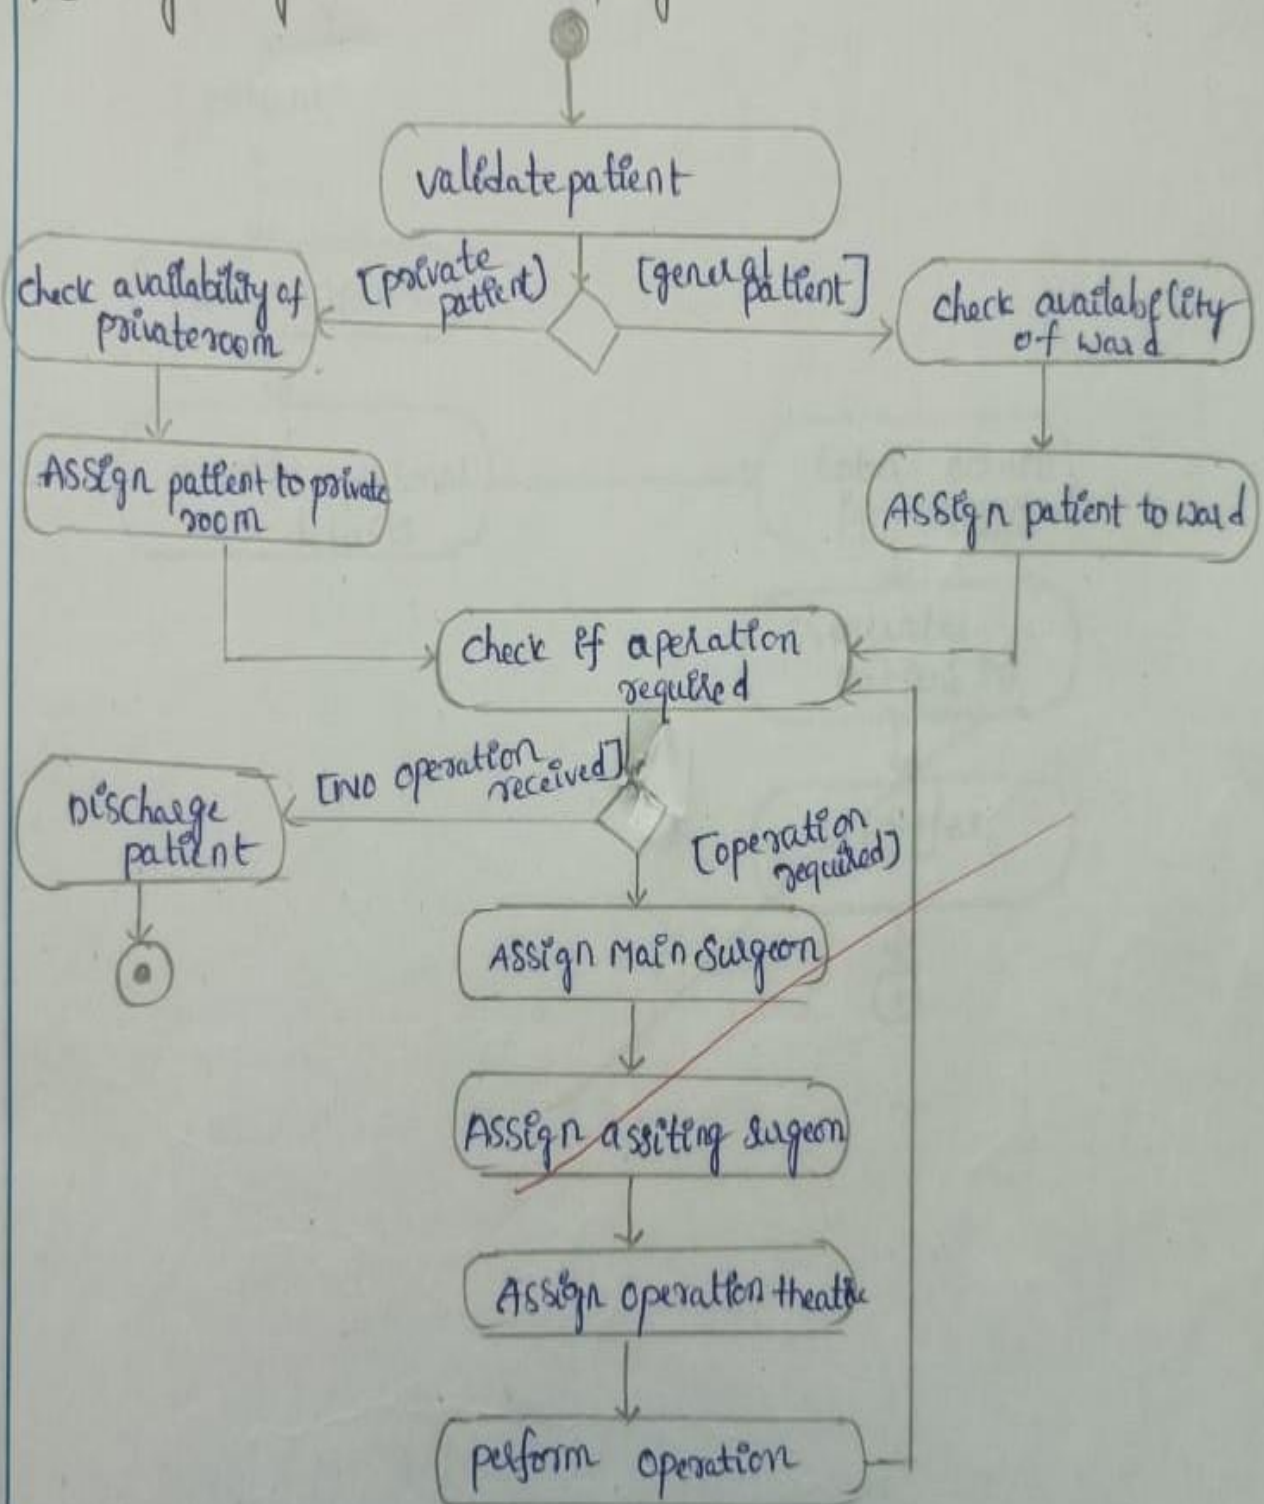 validate patient
[private
patient]
[general
patient]
check availability of
private room
check availability
of ward
Assign patient to private
room
Assign patient to ward
check if aperation
required
[No operation
received]
Discharge
patient
[operation
required]
Assign Main Surgeon
Assign assiting sugeon
Assign operation theatre
perform operation